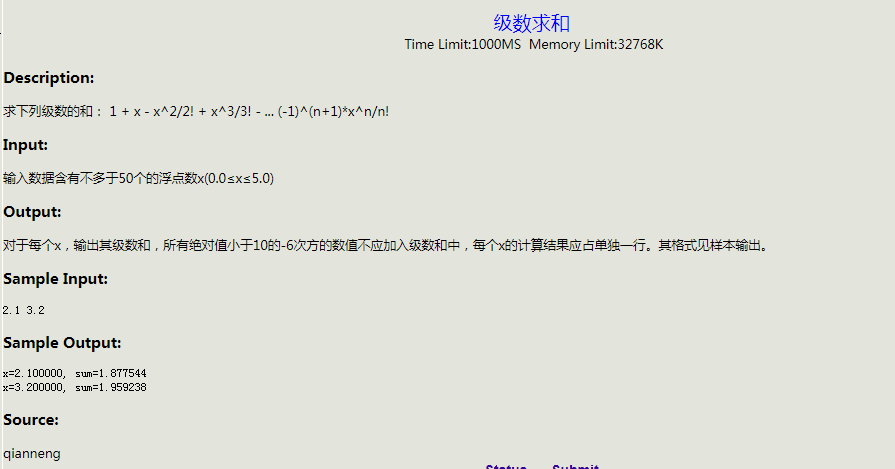 级数求和
Time Limit:1000MS Memory Limit:32768K
Description:
求下列级数的和： 1 + x - x^2/2! + x^3/3! - ... (-1)^(n+1)*x^n/n!
Input:
输入数据含有不多于50个的浮点数x(0.0≤x≤5.0)
Output:
对于每个x，输出其级数和，所有绝对值小于10的-6次方的数值不应加入级数和中，每个x的计算结果应占单独一行。其格式见样本输出。
Sample Input:
2.1 3.2
Sample Output:
x=2.100000, sum=1.877544
x=3.200000, sum=1.959238
Source:
qianneng
Status Submit